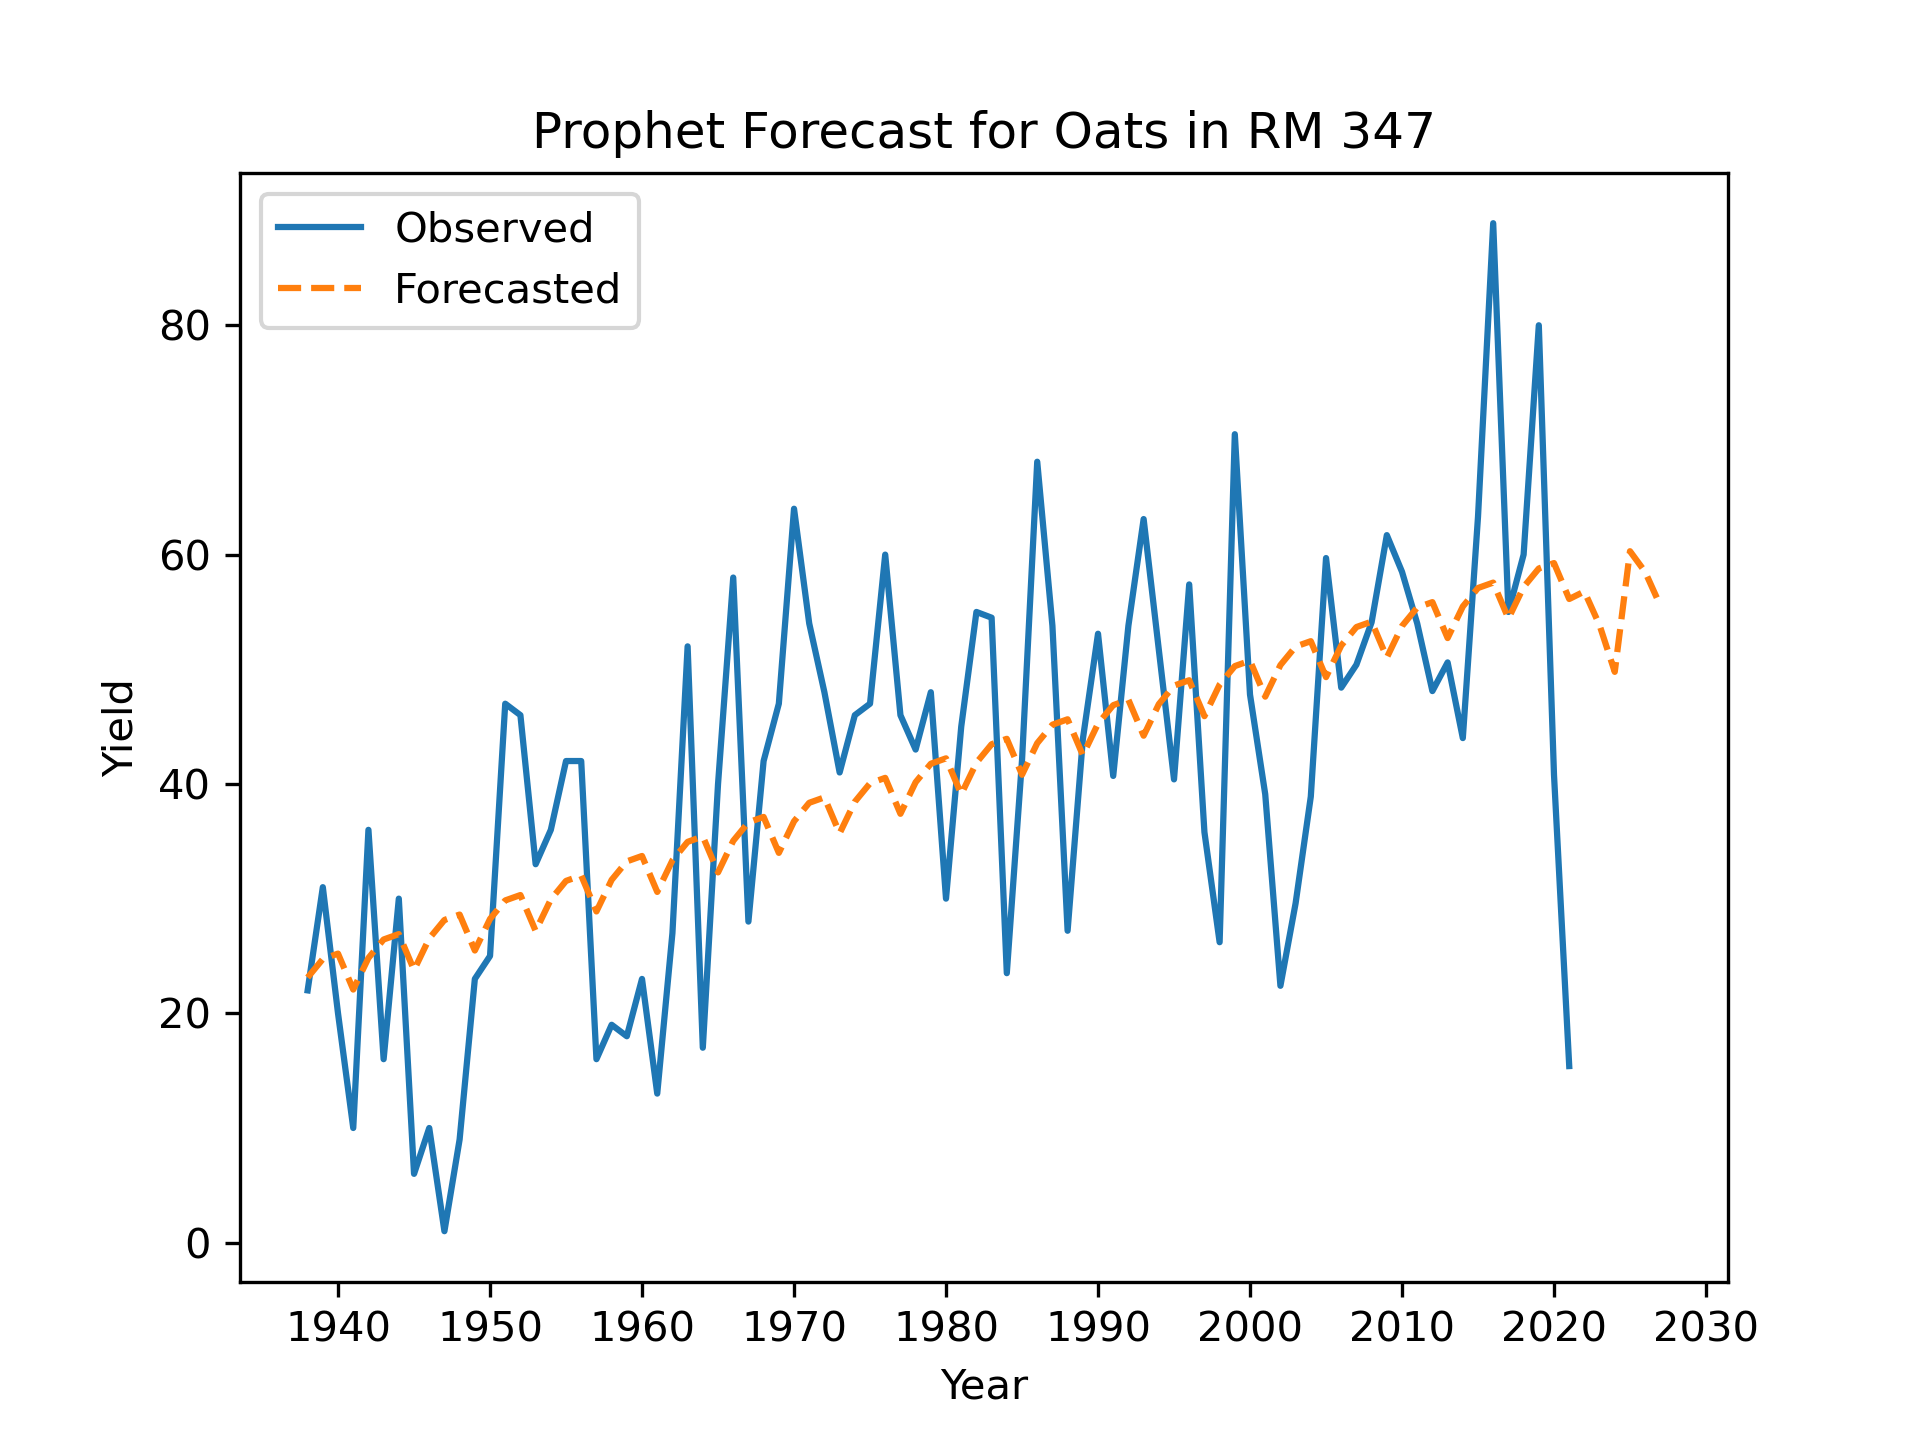 Prophet Forecast for Oats in RM 347
Observed
Forecasted
80
60
40
20
0
Yield
1940 1950 1960 1970 1980 1990 2000 2010 2020 2030
Year